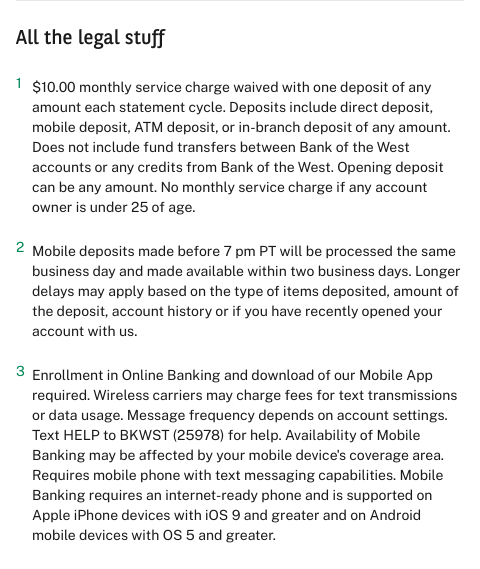 All the legal stuff
1 $10.00 monthly service charge waived with one deposit of any
amount each statement cycle. Deposits include direct deposit,
mobile deposit, ATM deposit, or in-branch deposit of any amount.
Does not include fund transfers between Bank of the West
accounts or any credits from Bank of the West. Opening deposit
can be any amount. No monthly service charge if any account
owner is under 25 of age.
2 Mobile deposits made before 7 pm PT will be processed the same
business day and made available within two business days. Longer
delays may apply based on the type of items deposited, amount of
the deposit, account history or if you have recently opened your
account with us.
3 Enrollment in Online Banking and download of our Mobile App
required. Wireless carriers may charge fees for text transmissions
or data usage. Message frequency depends on account settings.
Text HELP to BKWST (25978) for help. Availability of Mobile
Banking may be affected by your mobile device's coverage area.
Requires mobile phone with text messaging capabilities. Mobile
Banking requires an internet-ready phone and is supported on
Apple iPhone devices with iOS 9 and greater and on Android
mobile devices with OS 5 and greater.